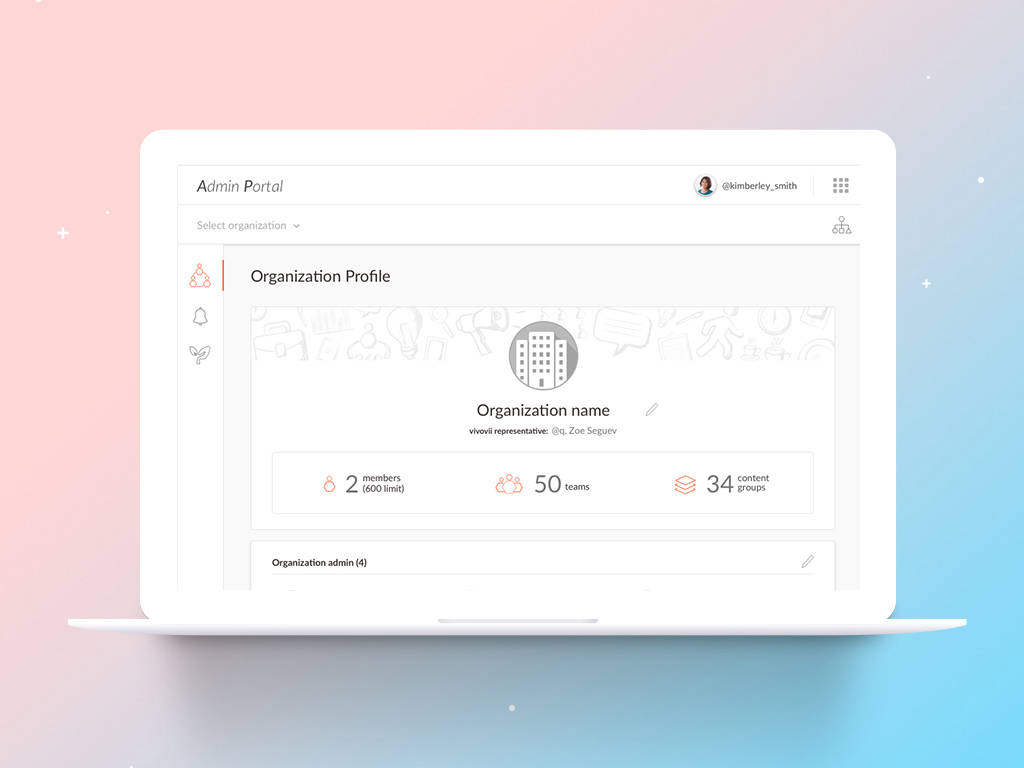 Admin Portal
@kimberley_smith
Select organization
Organization Profile
Organization name
vivovii representative: @q, Zoe Seguev
2 members
(600 limit)
50 teams
34 content
groups
Organization admin (4)